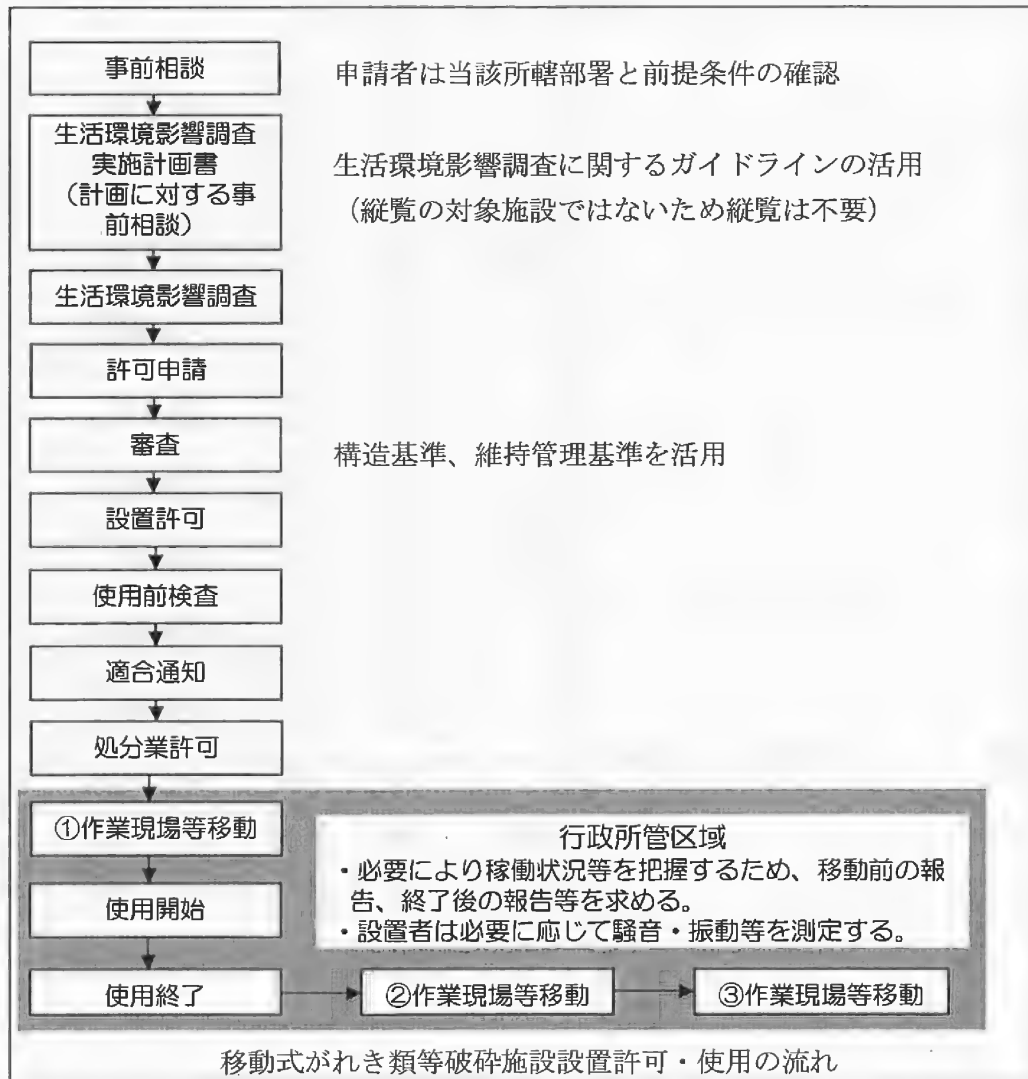 事前相談
申請者は当該所轄部署と前提条件の確認
生活環境影響調査
実施計画書
(計画に対する事
前相談)
生活環境影響調査に関するガイドラインの活用
(縦覧の対象施設ではないため縦覧は不要)
生活環境影響調査
許可申請
審査
構造基準、維持管理基準を活用
設置許可
使用前検査
適合通知
処分業許可
①作業現場等移動
行政所管区域
・必要により稼働状況等を把握するため、移動前の報
告、終了後の報告等を求める。
・設置者は必要に応じて騒音・振動等を測定する。
使用開始
使用終了
②作業現場等移動
③作業現場等移動
移動式がれき類等破砕施設設置許可・使用の流れ